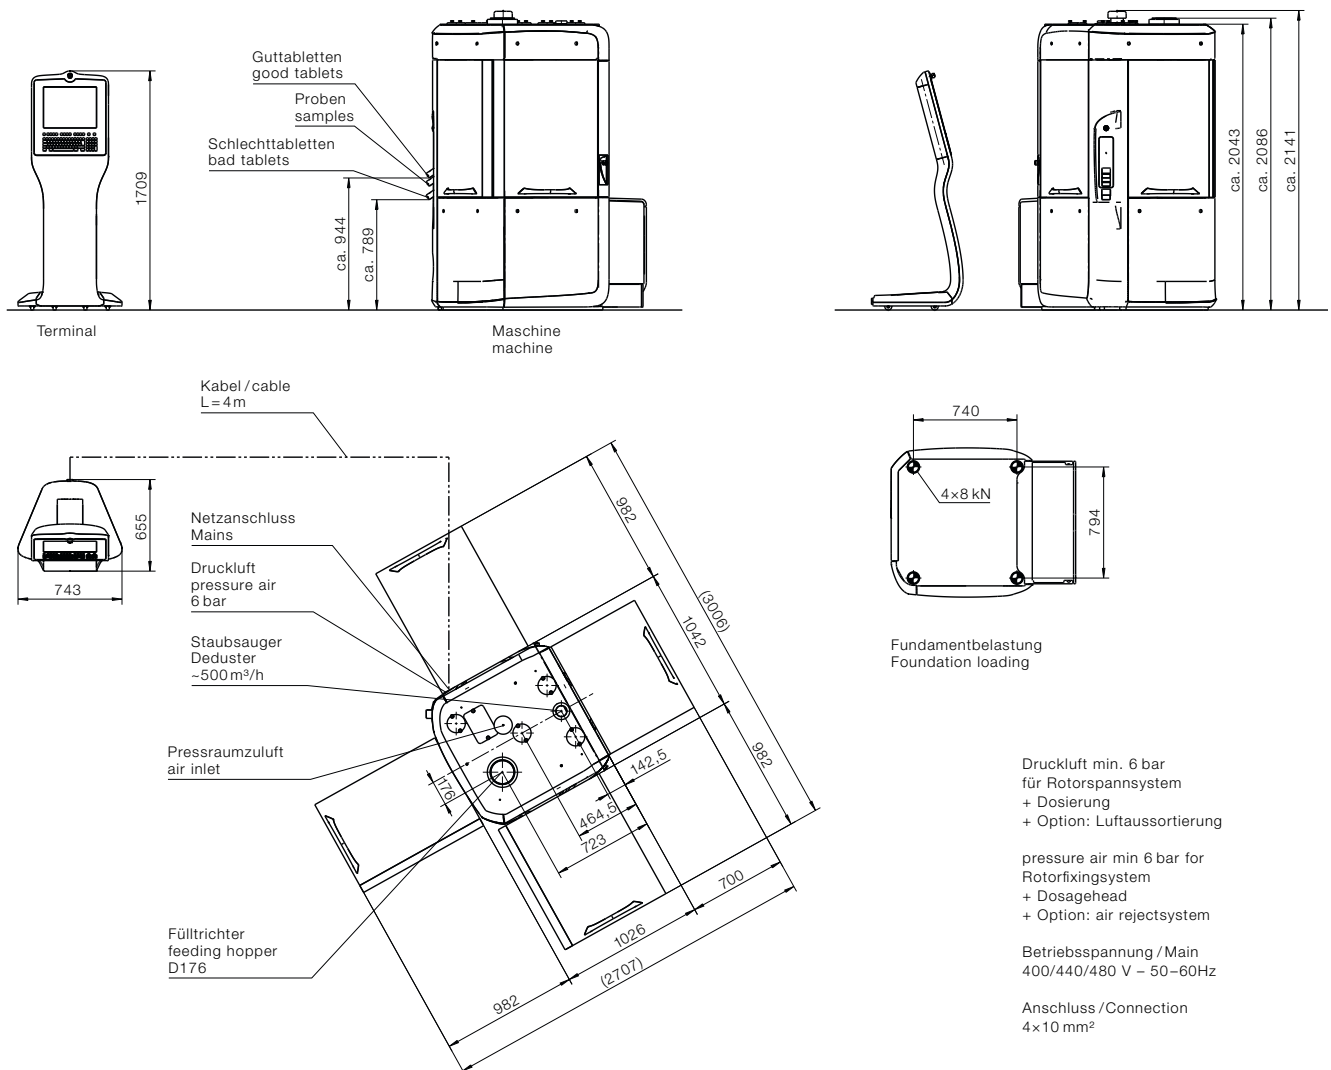 Guttabletten
good tablets
Proben
samples
Schlechttabletten
bad tablets
1709
ca. 944
ca. 789
ca. 2043
ca. 2086
ca. 2141
Terminal
Maschine
machine
Kabel / cable
L = 4 m
740
4×8 kN
794
655
743
Netzanschluss
Mains
Druckluft
pressure air
6 bar
Staubsauger
Deduster
~500 m³/h
Pressraumzuluft
air inlet
Fülltrichter
feeding hopper
D176
982
(3006)
1042
982
142,5
176
464,5
723
700
1026
(2707)
982
Fundamentbelastung
Foundation loading
Druckluft min. 6 bar
für Rotorspannsystem
+ Dosierung
+ Option: Luftaussortierung
pressure air min 6 bar for
Rotorfixingsystem
+ Dosagehead
+ Option: air rejectsystem
Betriebsspannung / Main
400/440/480 V – 50–60Hz
Anschluss / Connection
4×10 mm²